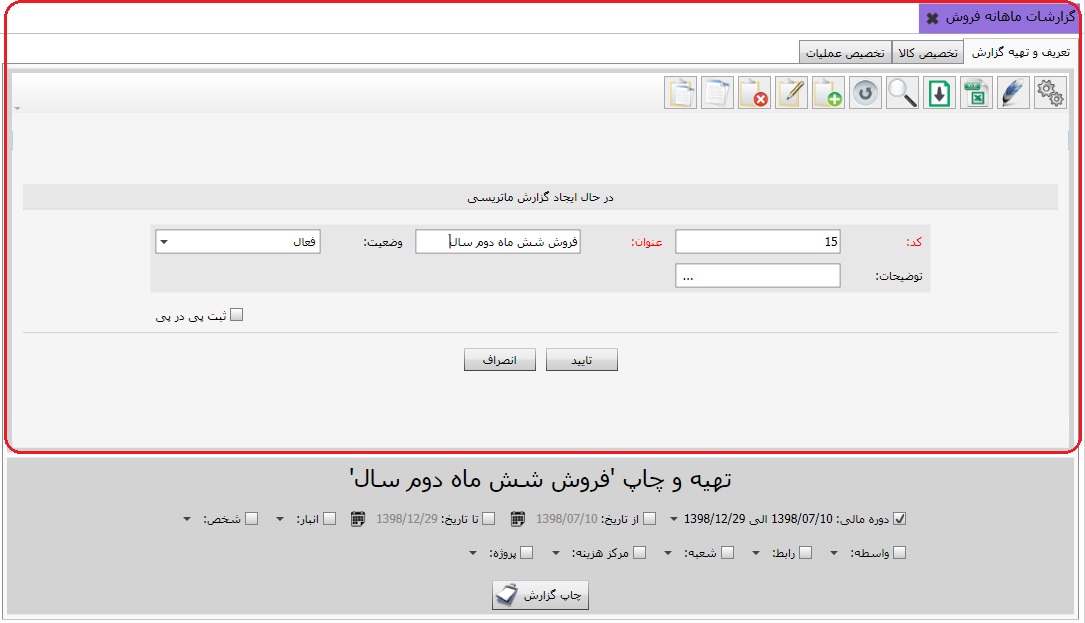 گزارشات ماهانه فروش
تعریف و تهیه گزارش تخصیص کالا تخصیص عملیات
در حال ایجاد گزارش ماتریسی
کد: 15 عنوان: فروش شش ماه دوم سال وضعیت: فعال
توضیحات: ...
ثبت پی در پی
تایید انصراف
تهیه و چاپ 'فروش شش ماه دوم سال'
دوره مالی: 1398/07/10 الی 1398/12/29 از تاریخ: 1398/07/10 تا تاریخ: 1398/12/29 انبار: شخص:
واسطه: رابط: شعبه: مرکز هزینه: پروژه:
چاپ گزارش